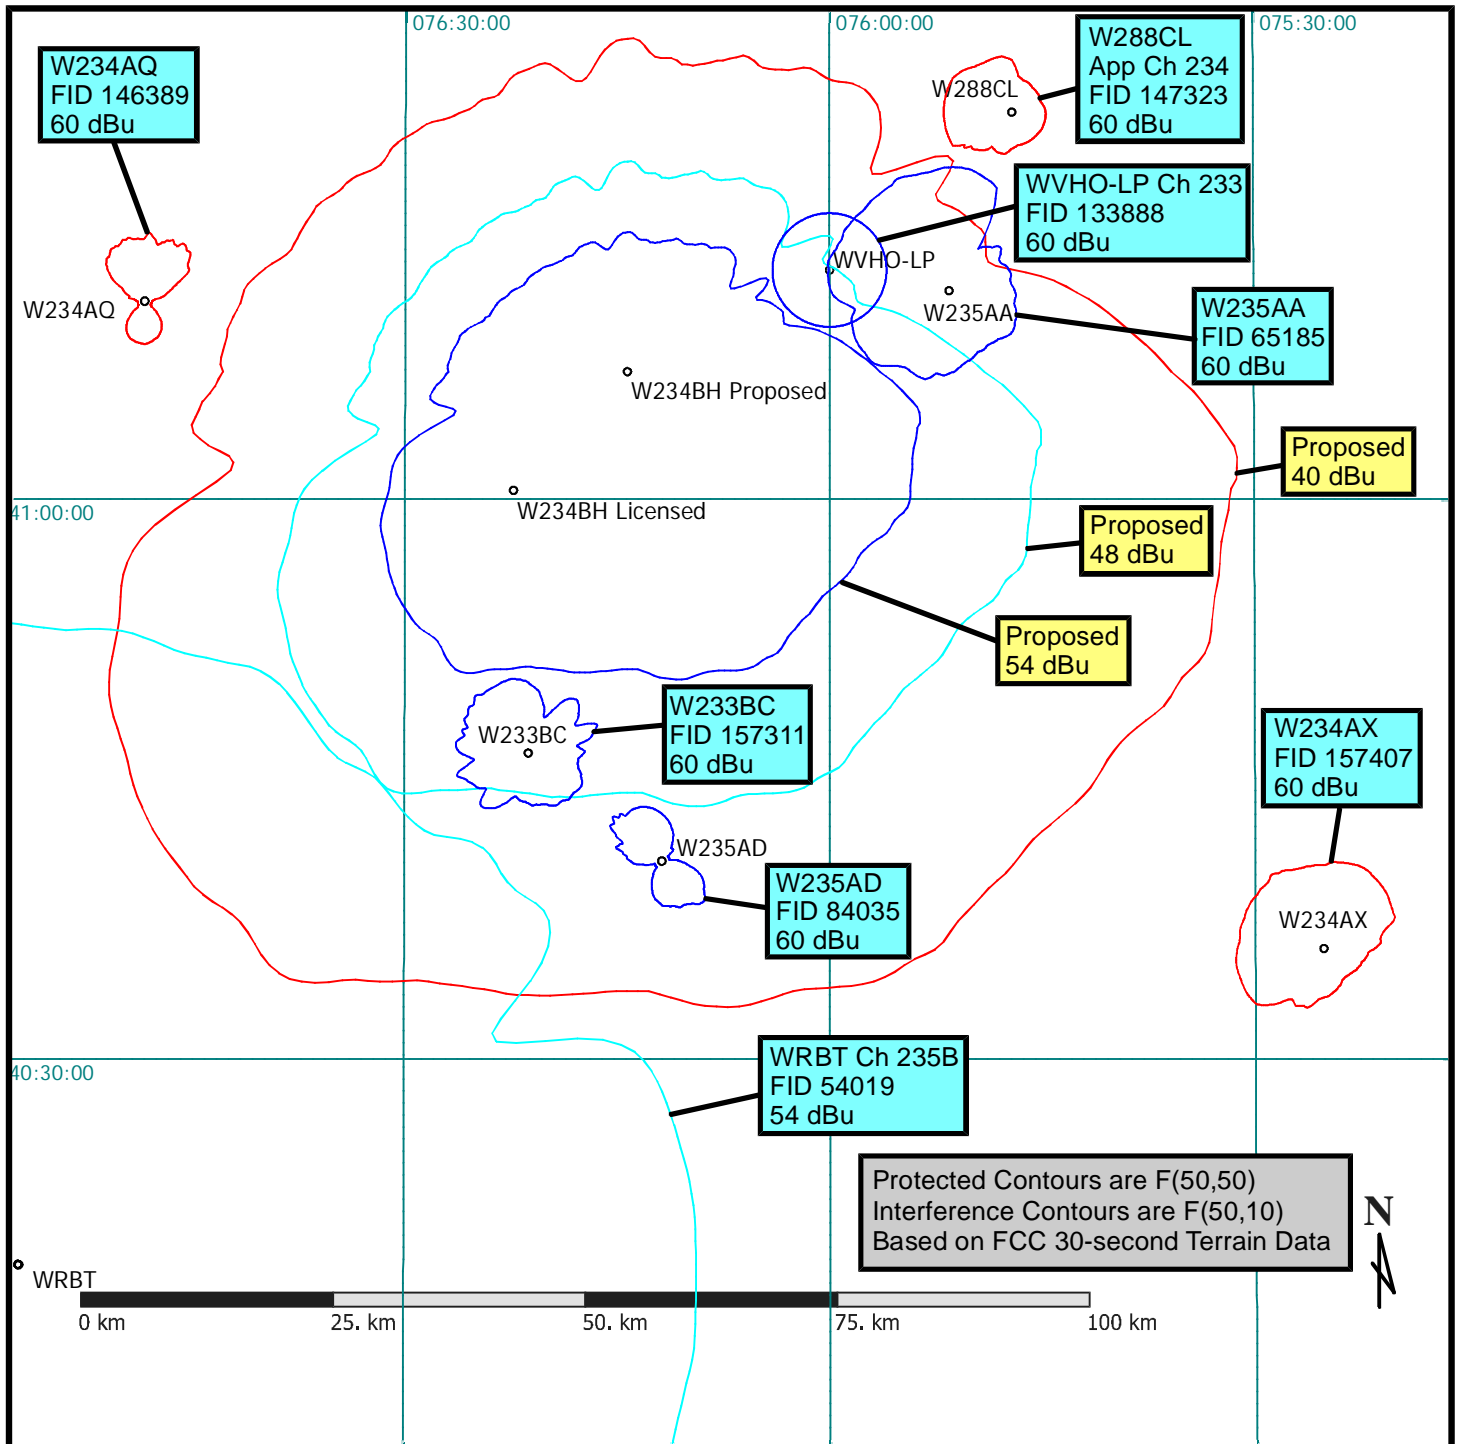 076:30:00
076:00:00
075:30:00
W234AQ
FID 146389
60 dBu
W288CL
App Ch 234
FID 147323
60 dBu
W288CL
WVHO-LP Ch 233
FID 133888
60 dBu
WVHO-LP
W234AQ
W235AA
W235AA
FID 65185
60 dBu
W234BH Proposed
Proposed
40 dBu
W234BH Licensed
41:00:00
Proposed
48 dBu
Proposed
54 dBu
W233BC
W233BC
FID 157311
60 dBu
W234AX
FID 157407
60 dBu
W235AD
W235AD
FID 84035
60 dBu
W234AX
WRBT Ch 235B
FID 54019
54 dBu
40:30:00
Protected Contours are F(50,50)
Interference Contours are F(50,10)
Based on FCC 30-second Terrain Data
N
WRBT
0 km
25. km
50. km
75. km
100 km